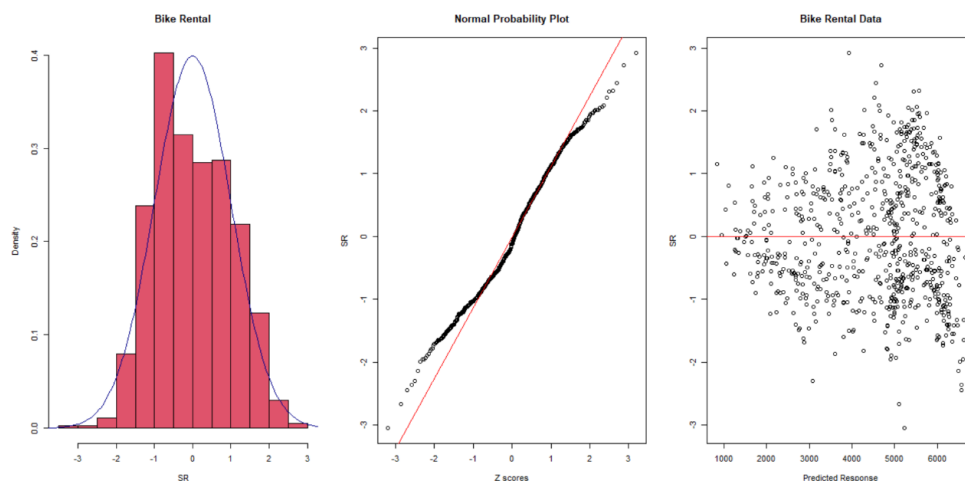 Bike Rental
Density
0.0
0.1
0.2
0.3
0.4
-3 -2 -1 0 1 2 3
SR
Normal Probability Plot
SR
-3
-2
-1
0
1
2
3
-3 -2 -1 0 1 2 3
Z scores
Bike Rental Data
SR
-3
-2
-1
0
1
2
3
1000 2000 3000 4000 5000 6000
Predicted Response